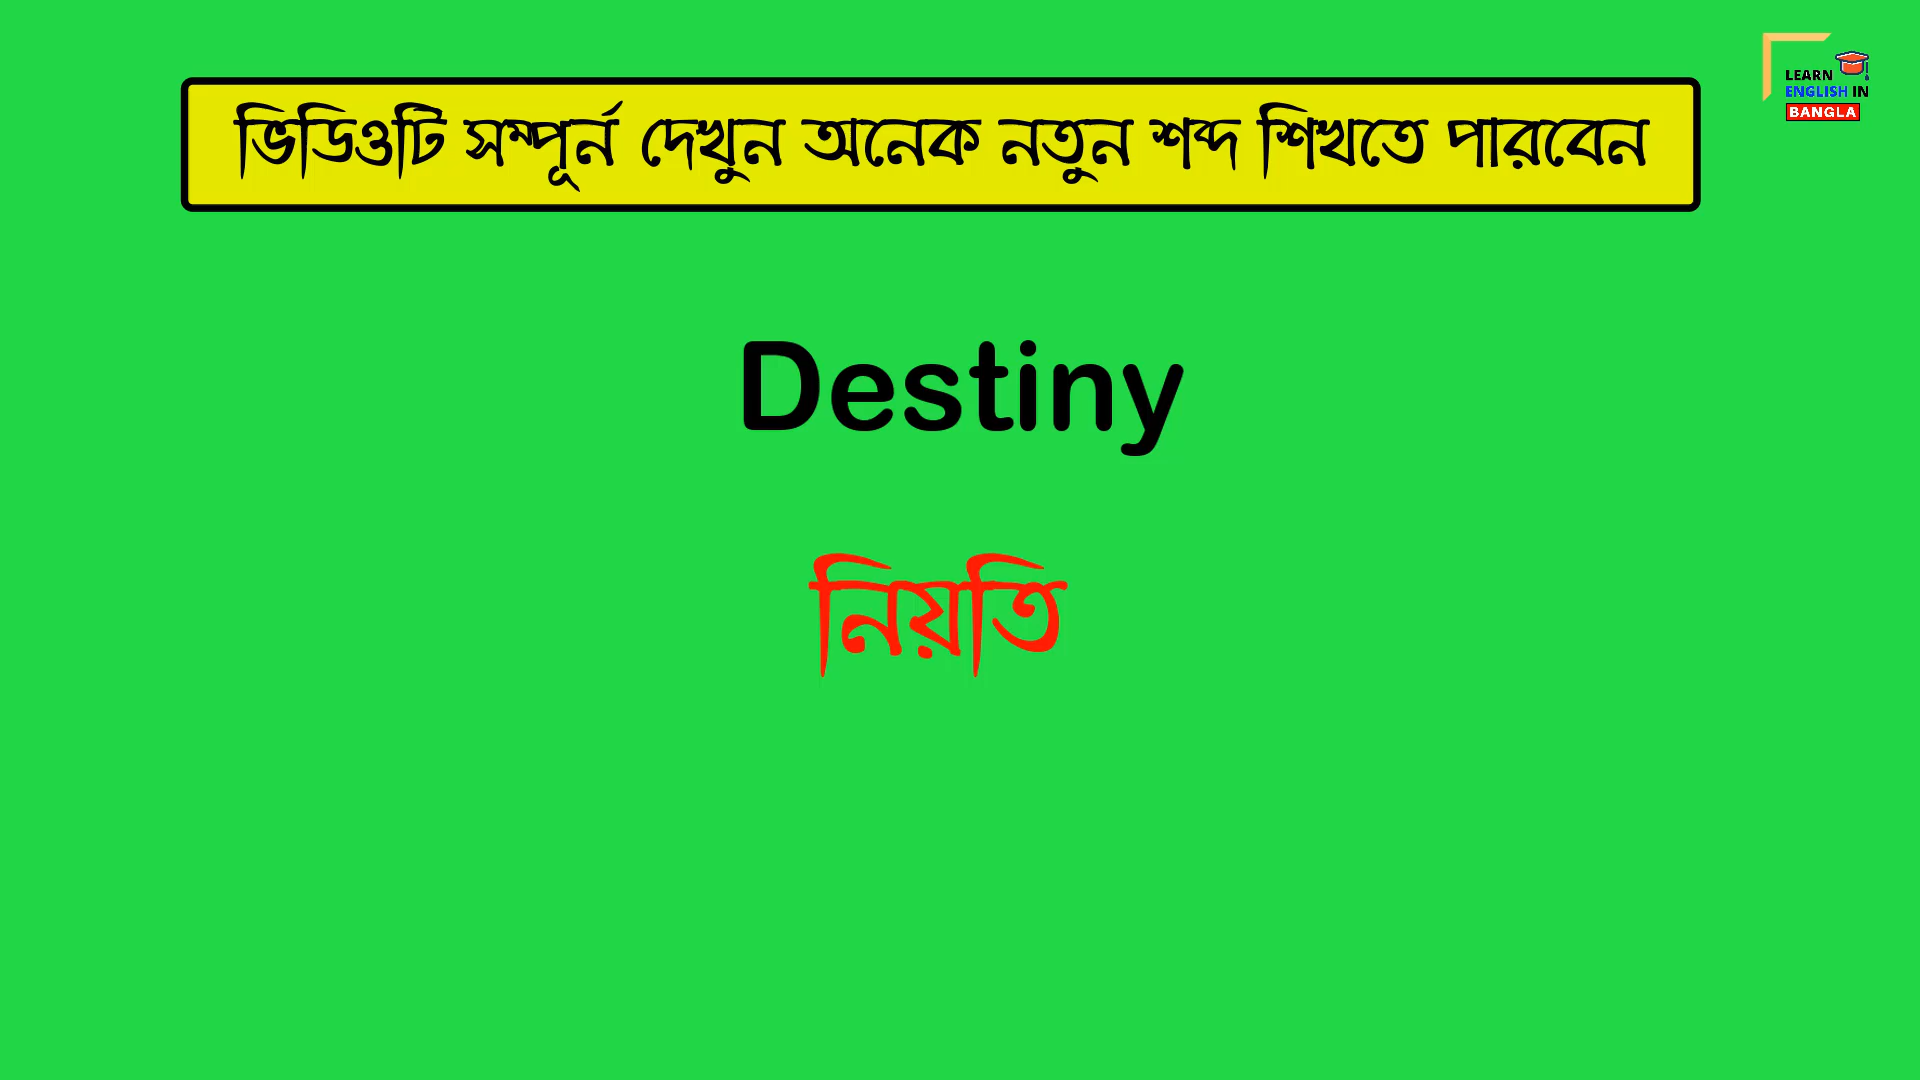 ভিডিওটি সম্পূর্ন দেখুন অনেক নতুন শব্দ শিখতে পারবেন
LEARN
ENGLISH IN
BANGLA
Destiny
নিয়তি